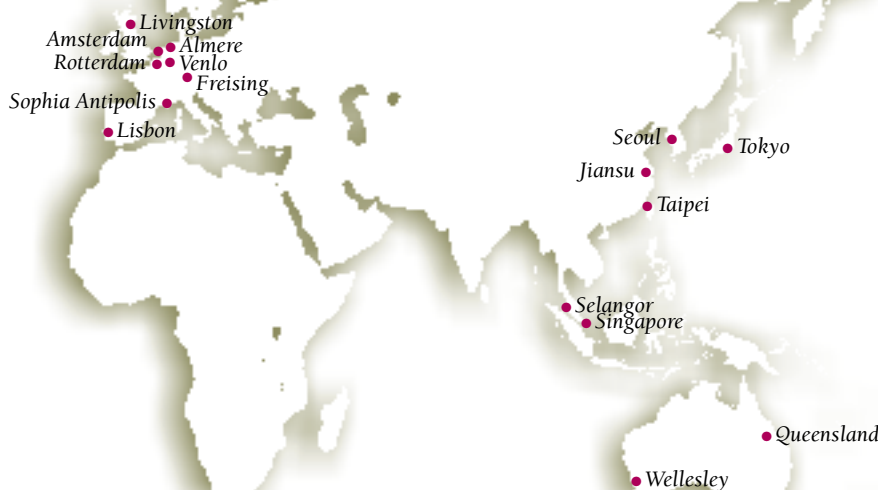 Livingston
Amsterdam
Almere
Rotterdam
Venlo
Freising
Sophia Antipolis
Lisbon
Seoul
Tokyo
Jiansu
Taipei
Selangor
Singapore
Queensland
Wellesley